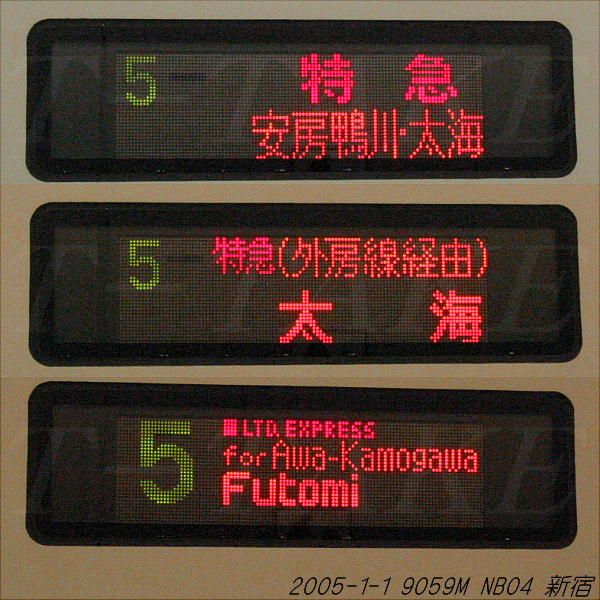 5 特急
安房鴨川・太海
5 特急(外房線経由)
太海
5 ■LTD.EXPRESS
for Awa-Kamogawa
Futomi
2005-1-1 9059M NB04 新宿